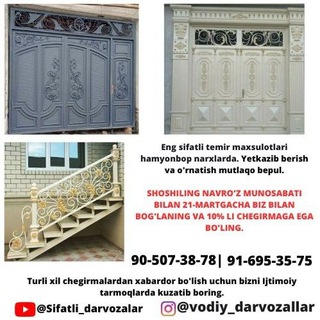 Eng sifatli temir maxsulotlari
hamyonbop narxlarda. Yetkazib berish
va o'rnatish mutlaqo bepul.
SHOSHILING NAVRO'Z MUNOSABATI
BILAN 21-MARTGACHA BIZ BILAN
BOG'LANING VA 10% LI CHEGIRMAGA EGA
BO'LING.
90-507-38-78| 91-695-35-75
Turli xil chegirmalardan xabardor bo'lish uchun bizni Ijtimoiy
tarmoqlarda kuzatib boring.
@Sifatli_darvozalar @vodiy_darvozallar